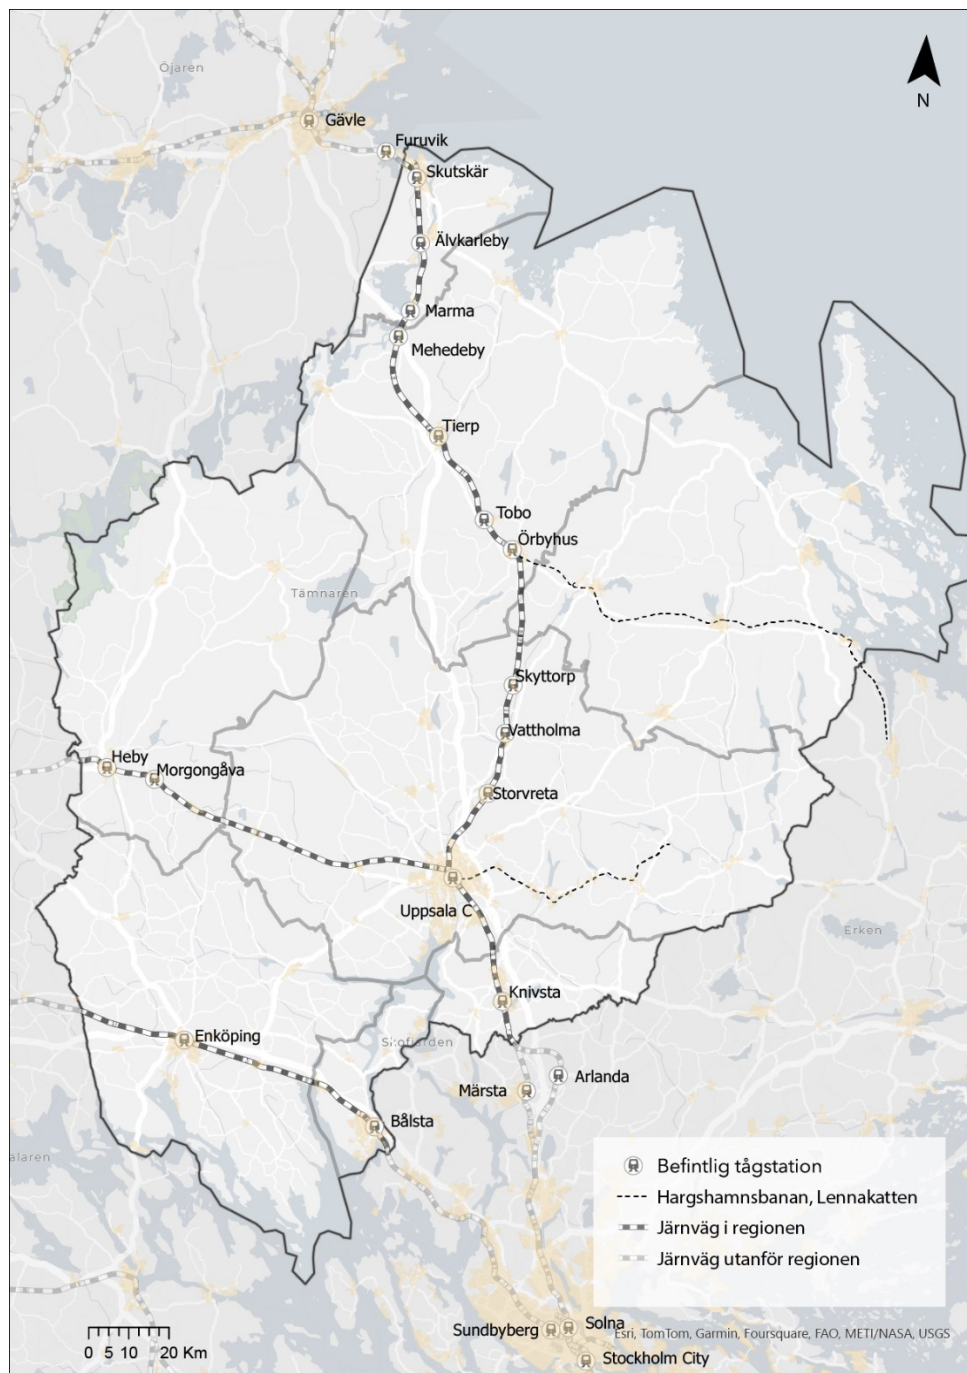 Öjaren
N
Gävle
Furuvik
Skutskär
Älvkarleby
Marma
Mehedeby
Tierp
Tobo
Örbyhus
Tämnaren
Skyttorp
Vattholma
Heby
Morgongåva
Storvreta
Uppsala C
Erken
Knivsta
Enköping
Märsta
Arlanda
Bålsta
alaren
Befintlig tågstation
Hargshamnsbanan, Lennakatten
Järnväg i regionen
Järnväg utanför regionen
Sundbyberg
Solna
Esri, TomTom, Garmin, Foursquare, FAO, METI/NASA, USGS
0 5 10 20 Km
Stockholm City